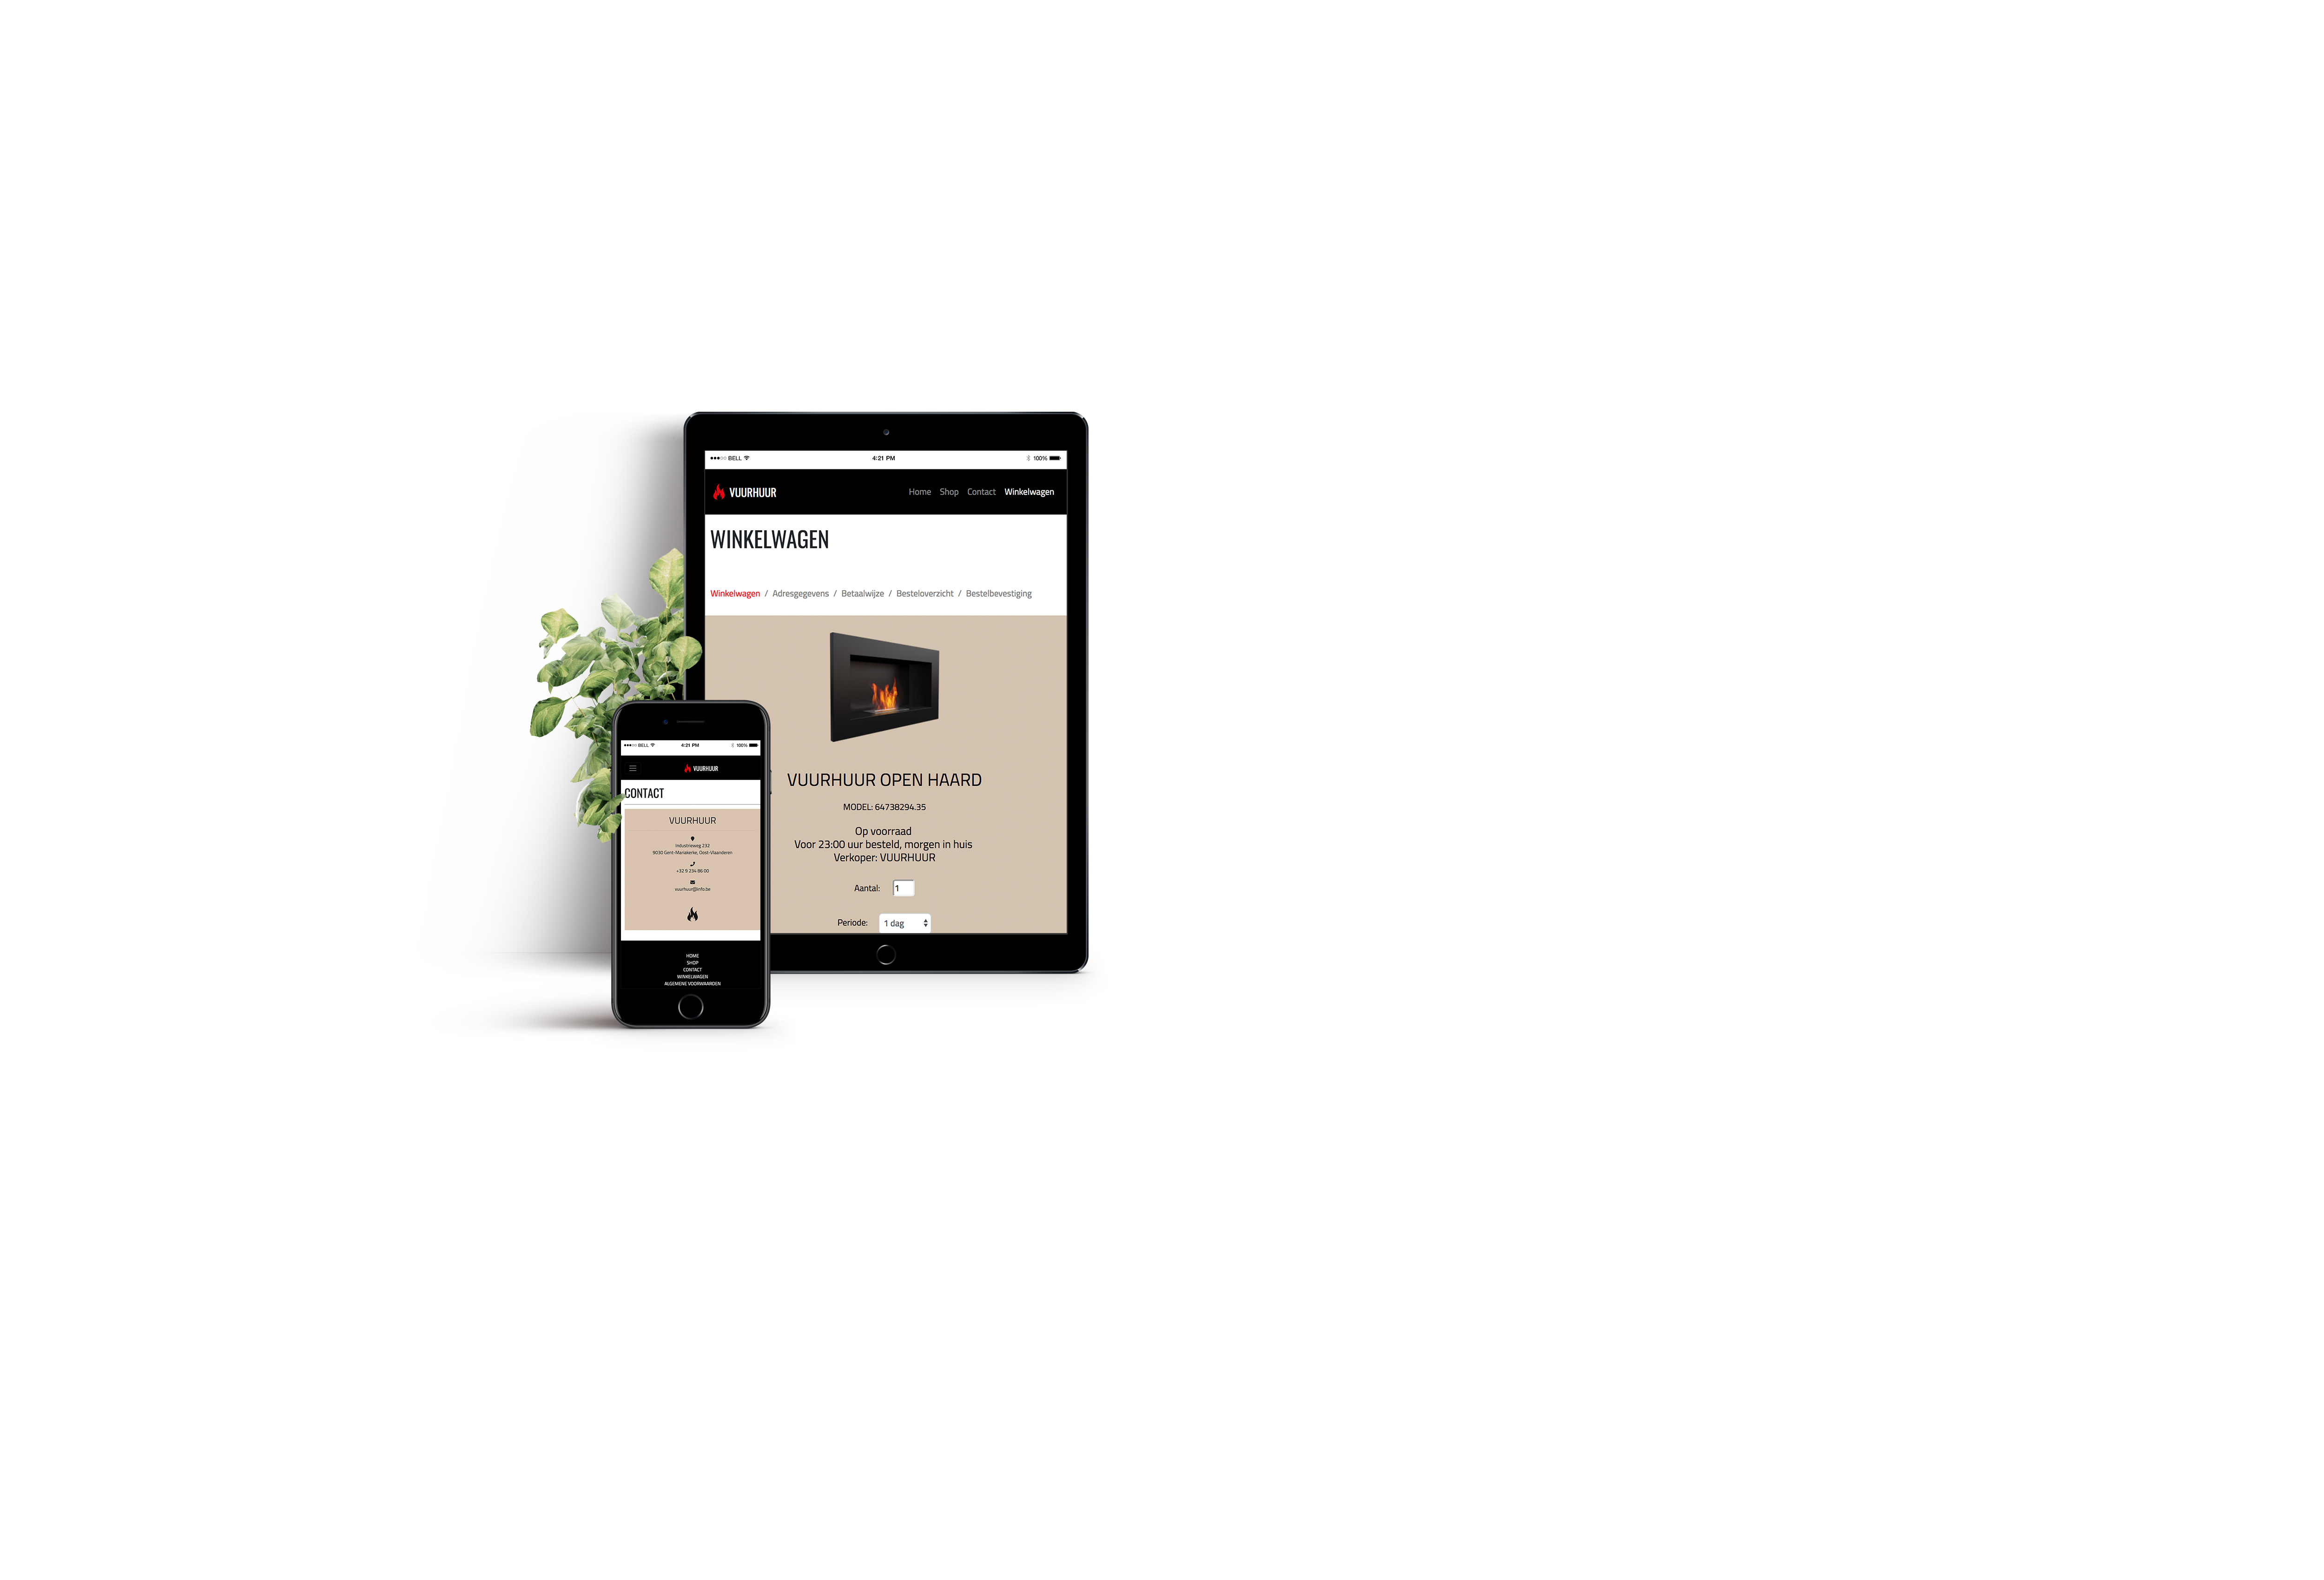 BELL 4:21 PM 100%
VUURHUUR Home Shop Contact Winkelwagen
WINKELWAGEN
Winkelwagen / Adresgegevens / Betaalwijze / Besteloverzicht / Bestelbevestiging
VUURHUUR OPEN HAARD
MODEL: 64738294.35
Op voorraad
Voor 23:00 uur besteld, morgen in huis
Verkoper: VUURHUUR
Aantal: 1
Periode: 1 dag
BELL 4:21 PM 100%
VUURHUUR
CONTACT
VUURHUUR
Industrieweg 232
9030 Gent-Mariakerke, Oost-Vlaanderen
+32 9 234 86 00
vuurhuur@info.be
HOME
SHOP
CONTACT
WINKELWAGEN
ALGEMENE VOORWAARDEN